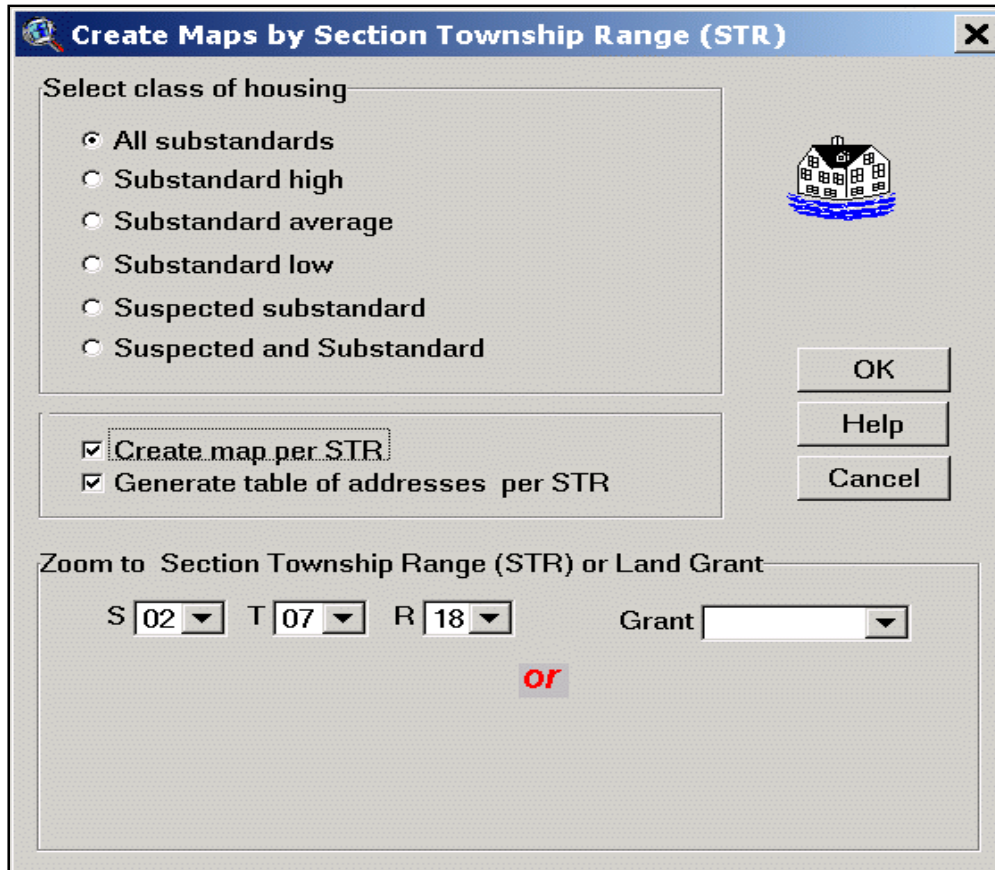 Create Maps by Section Township Range (STR)
Select class of housing
All substandards
Substandard high
Substandard average
Substandard low
Suspected substandard
Suspected and Substandard
OK
Help
Cancel
Create map per STR
Generate table of addresses per STR
Zoom to Section Township Range (STR) or Land Grant
S 02 T 07 R 18 Grant
or